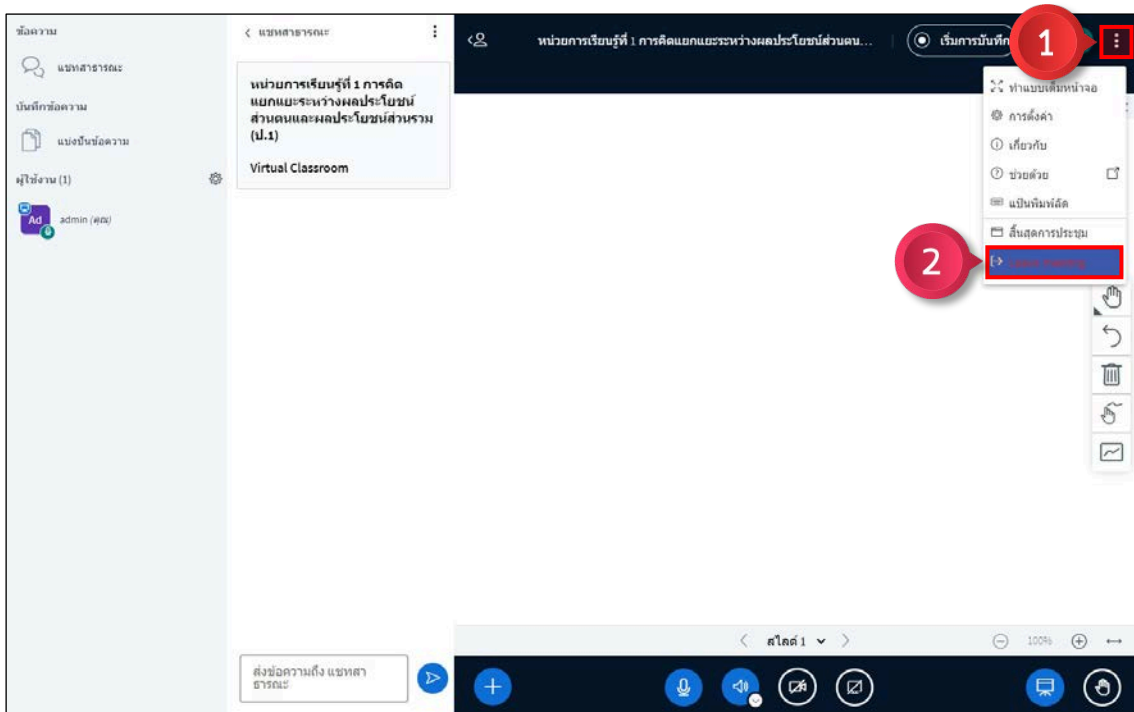 ข้อความ
แชทสาธารณะ
บันทึกข้อความ
แบ่งปันข้อความ
ผู้ใช้งาน (1)
Ad
admin (คุณ)
แชทสาธารณะ
หน่วยการเรียนรู้ที่ 1 การคิด
แยกแยะระหว่างผลประโยชน์
ส่วนตนและผลประโยชน์ส่วนรวม
(ป.1)
Virtual Classroom
ส่งข้อความถึง แชทสา
ธารณะ
หน่วยการเรียนรู้ที่ 1 การคิดแยกแยะระหว่างผลประโยชน์ส่วนตน...
เริ่มการบันทึก
1
ทำแบบเต็มหน้าจอ
การตั้งค่า
เกี่ยวกับ
ช่วยด้วย
แป้นพิมพ์ลัด
สิ้นสุดการประชุม
2
สไลด์ 1
100%